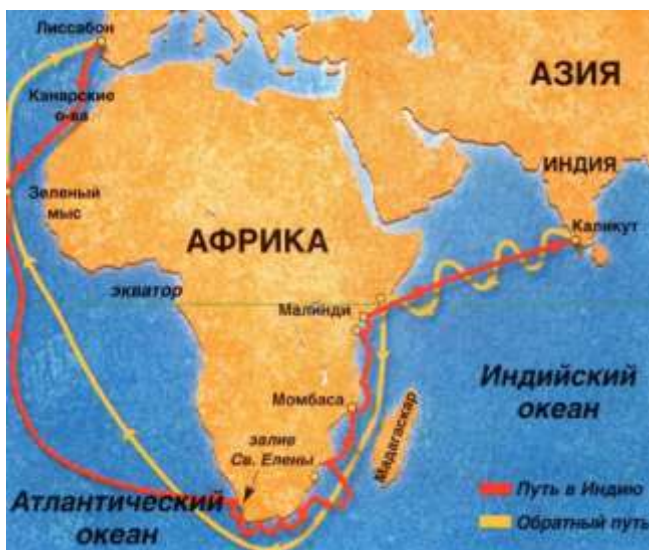 Лиссабон
АЗИЯ
Канарские
о-ва
ИНДИЯ
Зеленый
мыс
Каликут
АФРИКА
экватор
Малинди
Индийский
океан
Момбаса
Мадагаскар
залив
Св. Елены
Атлантический
океан
Путь в Индию
Обратный путь